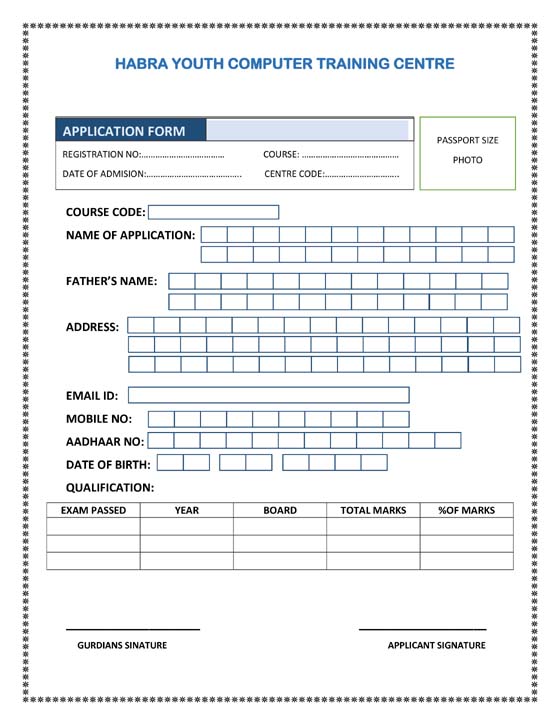 HABRA YOUTH COMPUTER TRAINING CENTRE
APPLICATION FORM
PASSPORT SIZE
PHOTO
REGISTRATION NO:................................ COURSE: ......................................
DATE OF ADMISION:..................................... CENTRE CODE:............................
COURSE CODE:
NAME OF APPLICATION:
FATHER'S NAME:
ADDRESS:
EMAIL ID:
MOBILE NO:
AADHAAR NO:
DATE OF BIRTH:
QUALIFICATION:
EXAM PASSED YEAR BOARD TOTAL MARKS %OF MARKS
GURDIANS SINATURE APPLICANT SIGNATURE